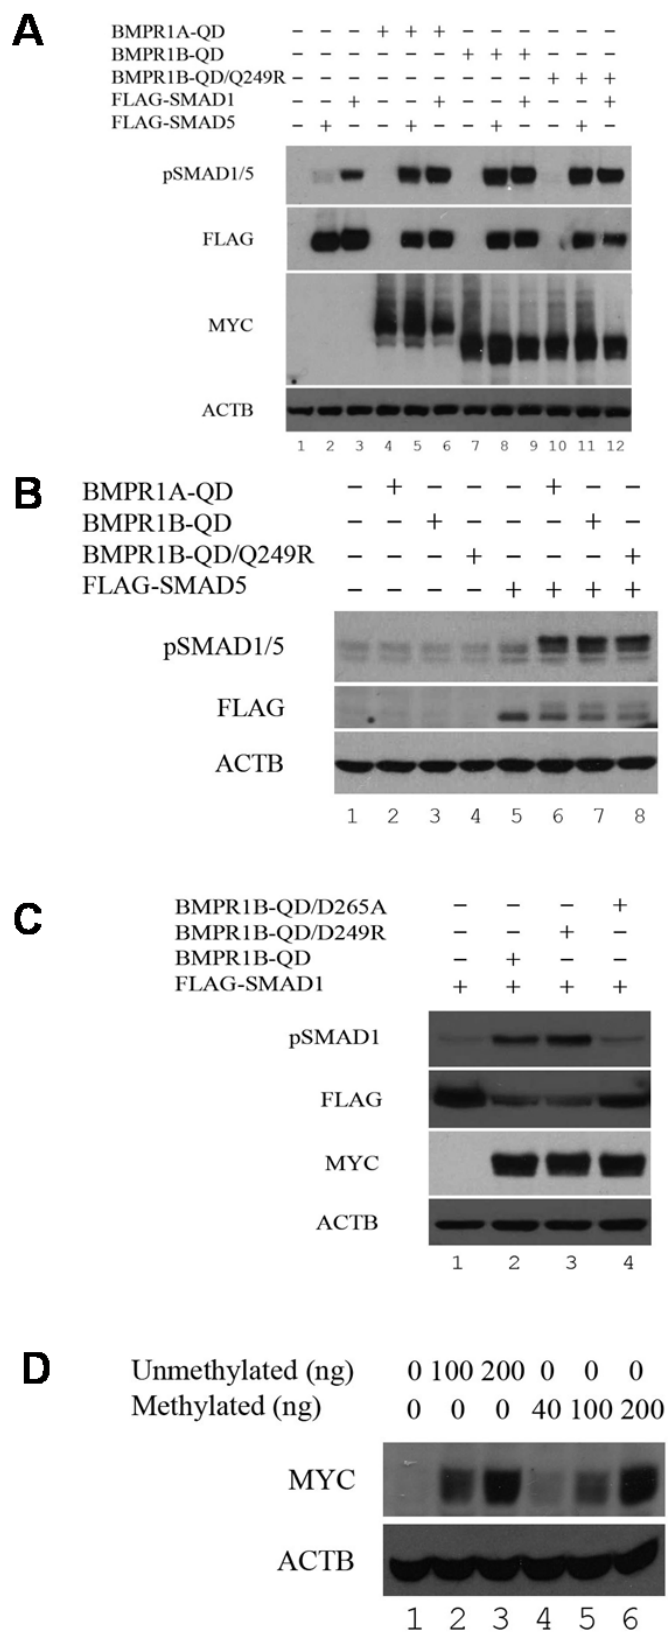 A
BMPR1A-QD − − − + + + − − − − − −
BMPR1B-QD − − − − − − + + + − − −
BMPR1B-QD/Q249R − − − − − − − − − + + +
FLAG-SMAD1 − − + − − + − − + − − +
FLAG-SMAD5 − + − − + − − + − − + −
pSMAD1/5
FLAG
MYC
ACTB
1 2 3 4 5 6 7 8 9 10 11 12
B
BMPR1A-QD − + − − − + − −
BMPR1B-QD − − + − − − + −
BMPR1B-QD/Q249R − − − + − − − +
FLAG-SMAD5 − − − − + + + +
pSMAD1/5
FLAG
ACTB
1 2 3 4 5 6 7 8
C
BMPR1B-QD/D265A − − − +
BMPR1B-QD/D249R − − + −
BMPR1B-QD − + − −
FLAG-SMAD1 + + + +
pSMAD1
FLAG
MYC
ACTB
1 2 3 4
D
Unmethylated (ng) 0 100 200 0 0 0
Methylated (ng) 0 0 0 40 100 200
MYC
ACTB
1 2 3 4 5 6